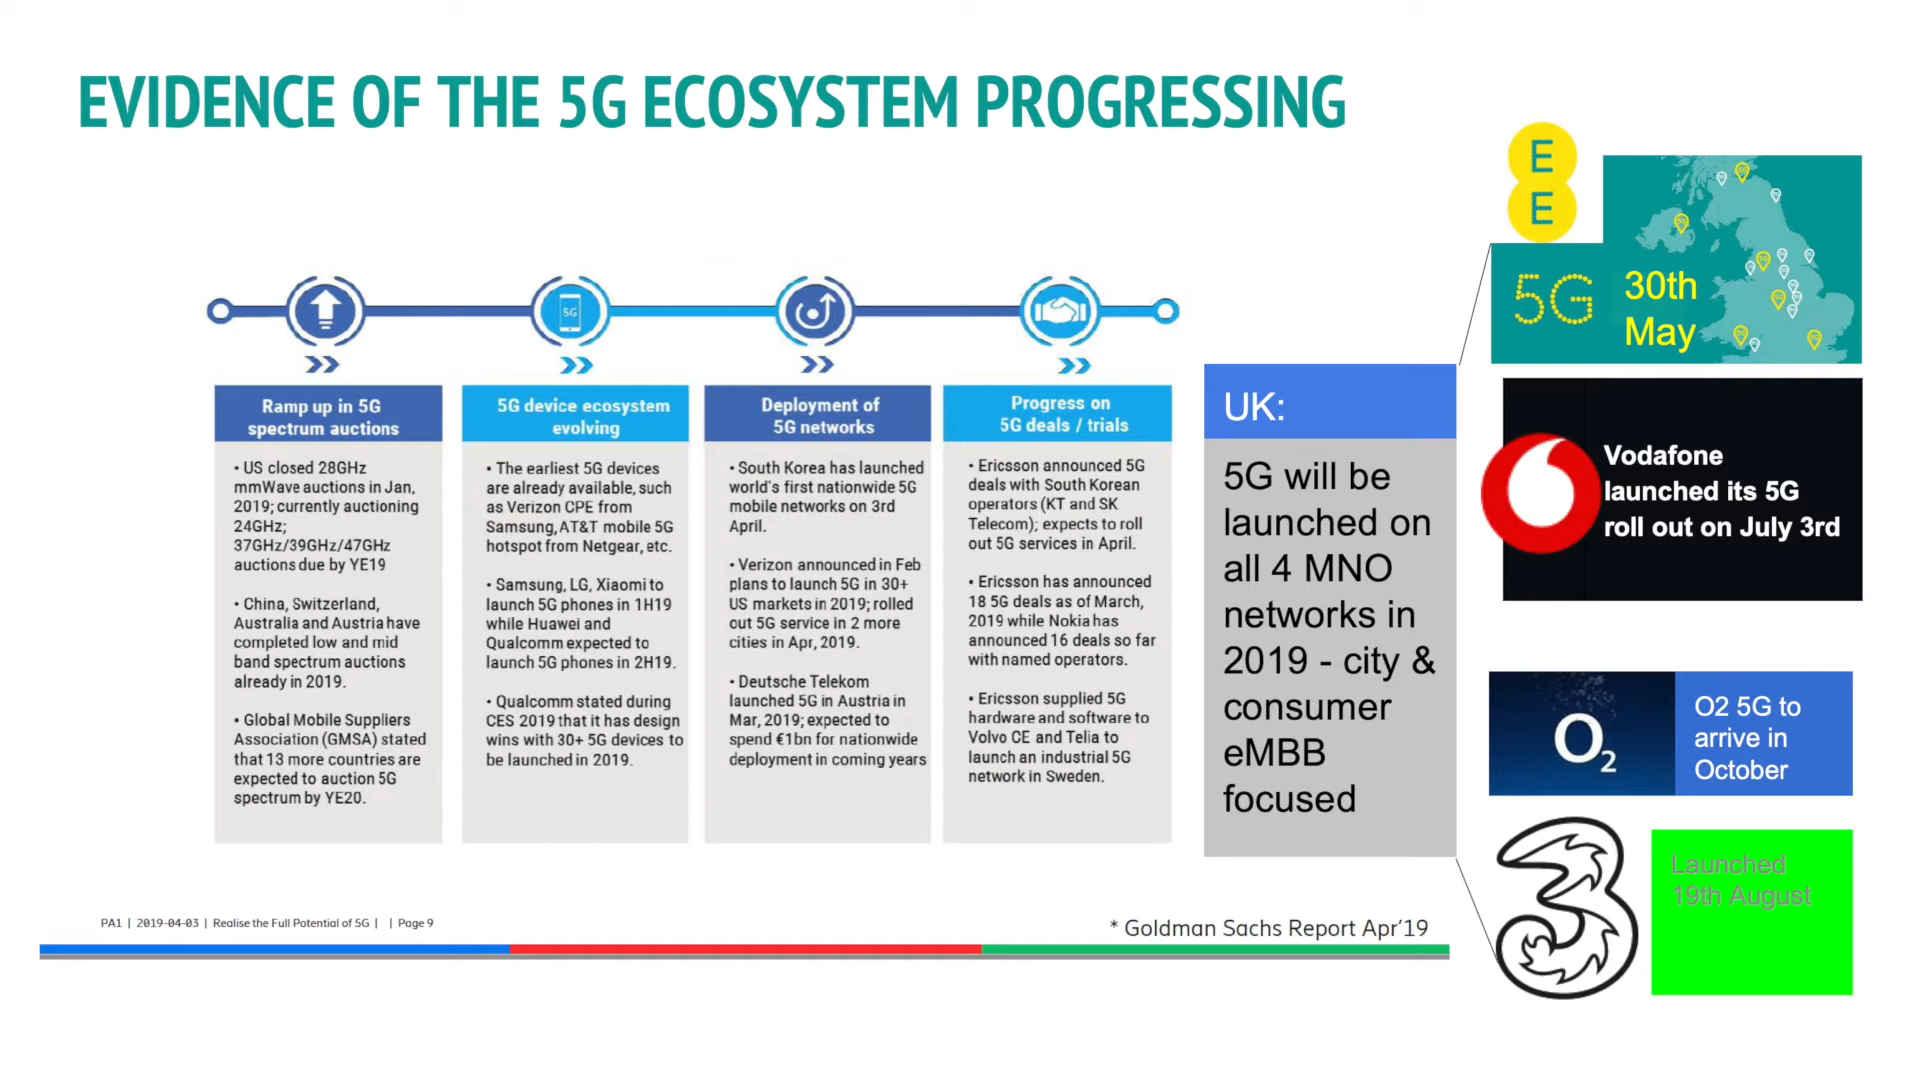 EVIDENCE OF THE 5G ECOSYSTEM PROGRESSING
5G
Ramp up in 5G
spectrum auctions
• US closed 28GHz
mmWave auctions in Jan,
2019; currently auctioning
24GHz;
37GHz/39GHz/47GHz
auctions due by YE19
• China, Switzerland,
Australia and Austria have
completed low and mid
band spectrum auctions
already in 2019.
• Global Mobile Suppliers
Association (GMSA) stated
that 13 more countries are
expected to auction 5G
spectrum by YE20.
5G device ecosystem
evolving
• The earliest 5G devices
are already available, such
as Verizon CPE from
Samsung, AT&T mobile 5G
hotspot from Netgear, etc.
• Samsung, LG, Xiaomi to
launch 5G phones in 1H19
while Huawei and
Qualcomm expected to
launch 5G phones in 2H19.
• Qualcomm stated during
CES 2019 that it has design
wins with 30+ 5G devices to
be launched in 2019.
Deployment of
5G networks
• South Korea has launched
world's first nationwide 5G
mobile networks on 3rd
April.
• Verizon announced in Feb
plans to launch 5G in 30+
US markets in 2019; rolled
out 5G service in 2 more
cities in Apr, 2019.
• Deutsche Telekom
launched 5G in Austria in
Mar, 2019; expected to
spend €1bn for nationwide
deployment in coming years
Progress on
5G deals / trials
• Ericsson announced 5G
deals with South Korean
operators (KT and SK
Telecom); expects to roll
out 5G services in April.
• Ericsson has announced
18 5G deals as of March,
2019 while Nokia has
announced 16 deals so far
with named operators.
• Ericsson supplied 5G
hardware and software to
Volvo CE and Telia to
launch an industrial 5G
network in Sweden.
UK:
5G will be
launched on
all 4 MNO
networks in
2019 - city &
consumer
eMBB
focused
E
E
5G
30th
May
Vodafone
launched its 5G
roll out on July 3rd
O2
O2 5G to
arrive in
October
3
Launched
19th August
PA1 | 2019-04-03 | Realise the Full Potential of 5G | | Page 9
* Goldman Sachs Report Apr'19